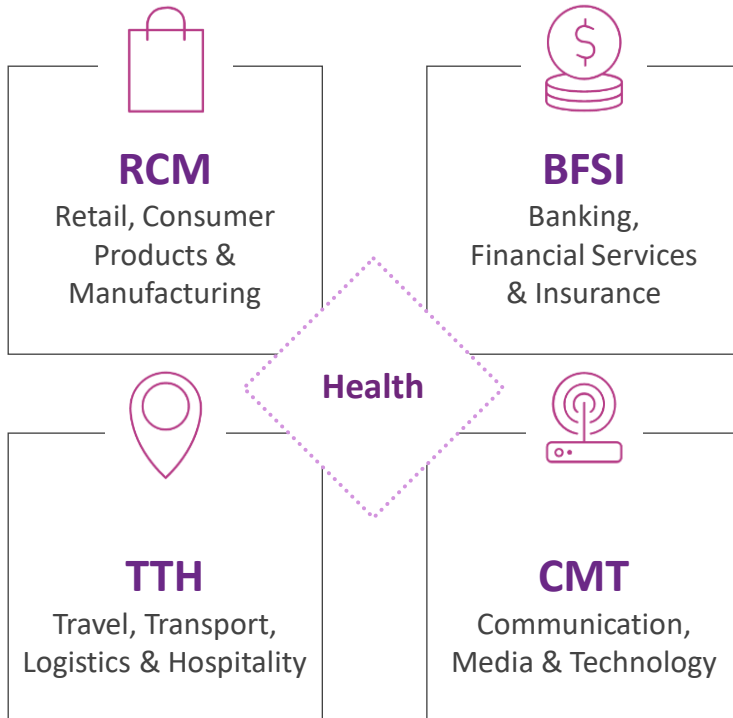 $
RCM
Retail, Consumer
Products &
Manufacturing
BFSI
Banking,
Financial Services
& Insurance
Health
TTH
Travel, Transport,
Logistics & Hospitality
CMT
Communication,
Media & Technology